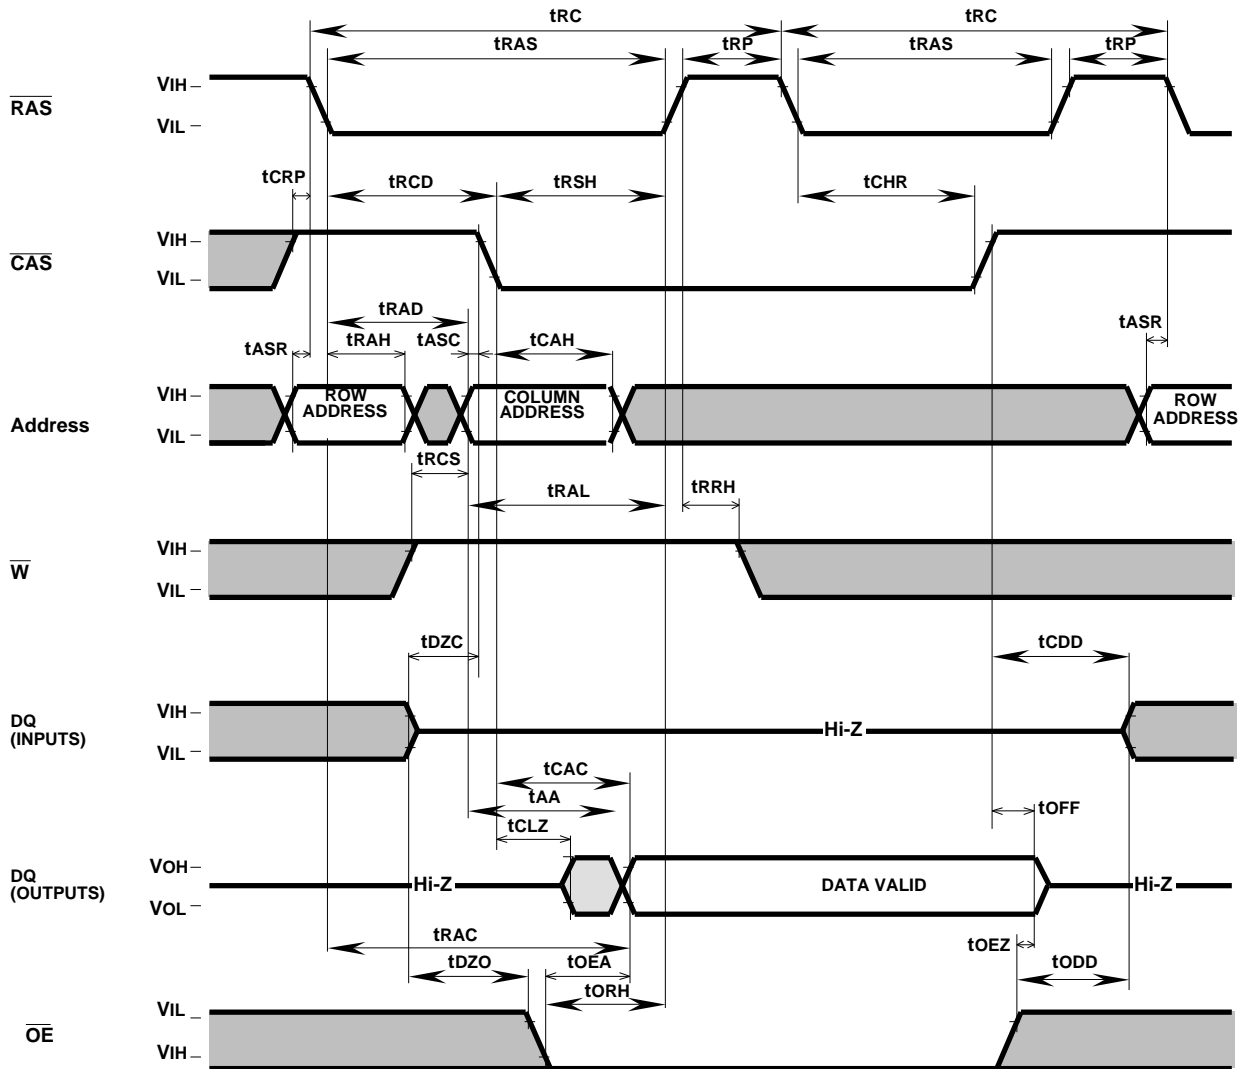 tRC tRC
tRAS tRP tRAS tRP
VIH
RAS
VIL
tCRP tRCD tRSH tCHR
VIH
CAS
VIL
tRAD
tASR tRAH tASC tCAH tASR
VIH ROW ADDRESS COLUMN ADDRESS ROW ADDRESS
Address
VIL
tRCS
tRAL tRRH
VIH
W
VIL
tDZC tCDD
VIH
DQ
(INPUTS)
Hi-Z
VIL
tCAC
tAA tOFF
tCLZ
VOH
DQ
(OUTPUTS)
Hi-Z DATA VALID Hi-Z
VOL
tRAC tOEZ
tDZO tOEA tODD
tORH
VIL
OE
VIH